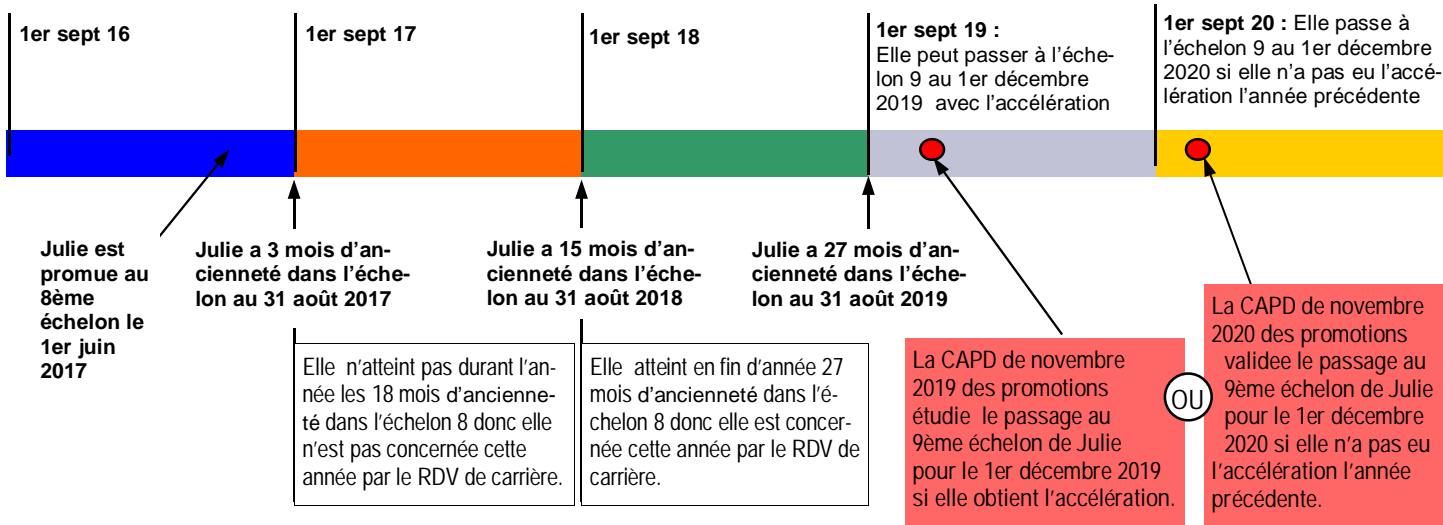 1er sept 16
1er sept 17
1er sept 18
1er sept 19 :
Elle peut passer à l'éche-
lon 9 au 1er décembre
2019 avec l'accélération
1er sept 20 : Elle passe à
l'échelon 9 au 1er décembre
2020 si elle n'a pas eu l'accé-
lération l'année précédente
Julie est
promue au
8ème
échelon le
1er juin
2017
Julie a 3 mois d'an-
cienneté dans l'éche-
lon au 31 août 2017
Julie a 15 mois d'an-
cienneté dans l'éche-
lon au 31 août 2018
Julie a 27 mois d'an-
cienneté dans l'éche-
lon au 31 août 2019
Elle n'atteint pas durant l'an-
née les 18 mois d'ancienne-
té dans l'échelon 8 donc elle
n'est pas concernée cette
année par le RDV de carrière.
Elle atteint en fin d'année 27
mois d'ancienneté dans l'é-
chelon 8 donc elle est concer-
née cette année par le RDV de
carrière.
La CAPD de novembre
2019 des promotions
étudie le passage au
9ème échelon de Julie
pour le 1er décembre 2019
si elle obtient l'accélération.
OU
La CAPD de novembre
2020 des promotions
validee le passage au
9ème échelon de Julie
pour le 1er décembre
2020 si elle n'a pas eu
l'accélération l'année
précédente.